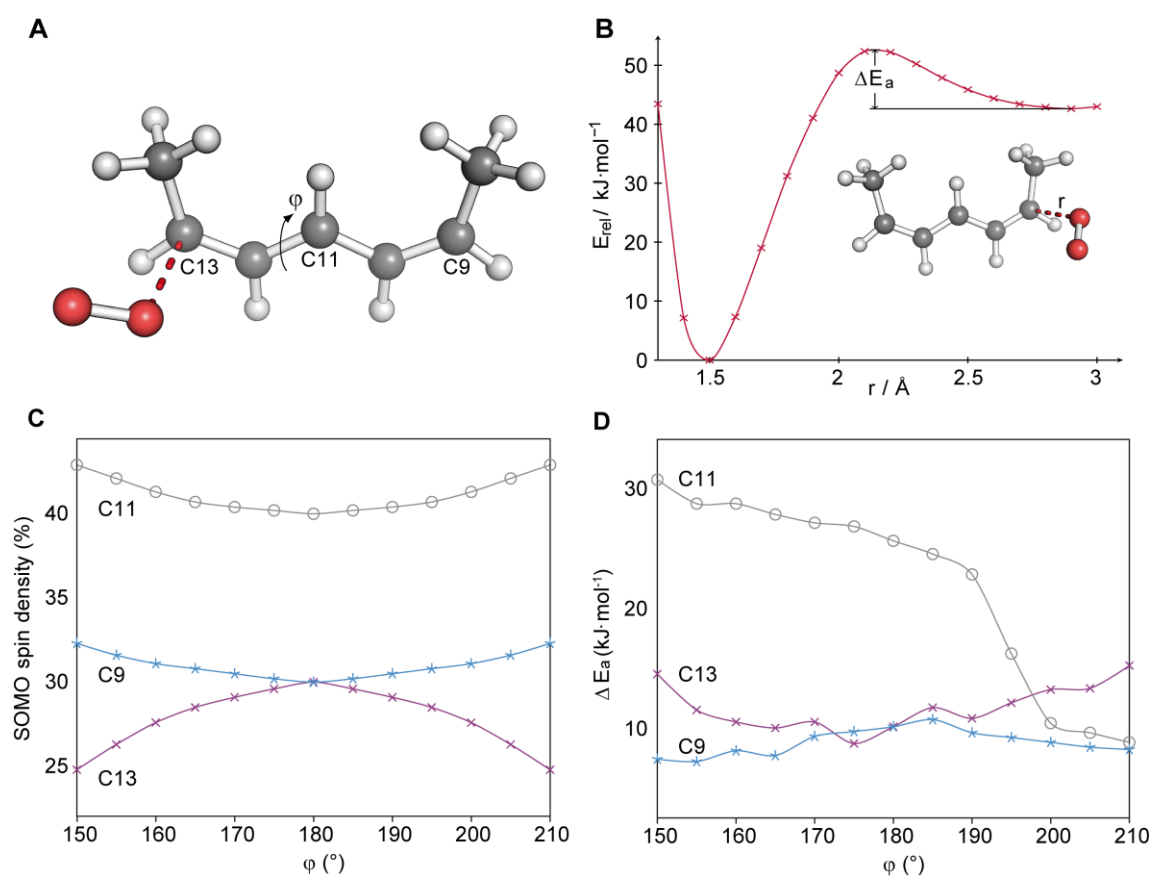 A
φ
C13
C11
C9
B
50
40
30
20
10
0
E_rel / kJ·mol⁻¹
ΔE_a
r
1.5
2
2.5
3
r / Å
C
40
35
30
25
SOMO spin density (%)
C11
C9
C13
150 160 170 180 190 200 210
φ (°)
D
30
20
10
Δ E_a (kJ·mol⁻¹)
C11
C13
C9
150 160 170 180 190 200 210
φ (°)